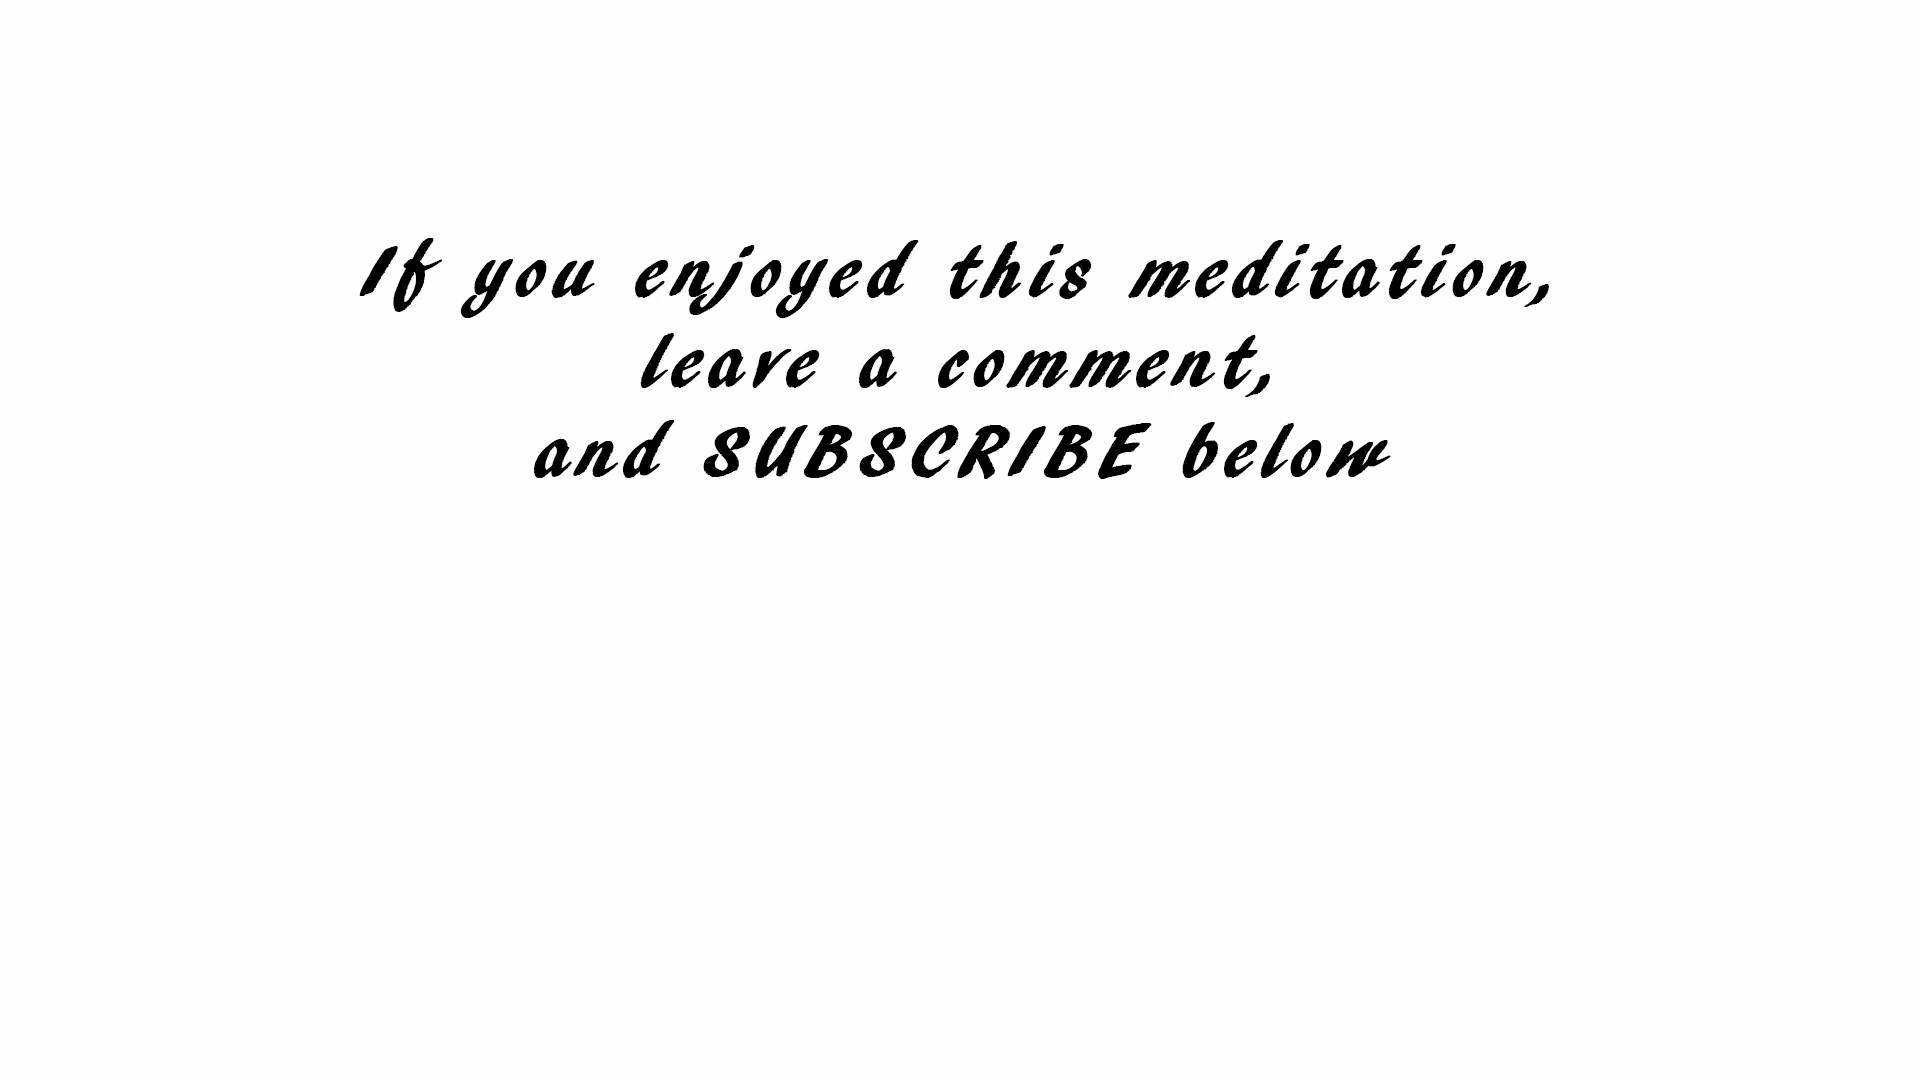 If you enjoyed this meditation,
leave a comment,
and SUBSCRIBE below